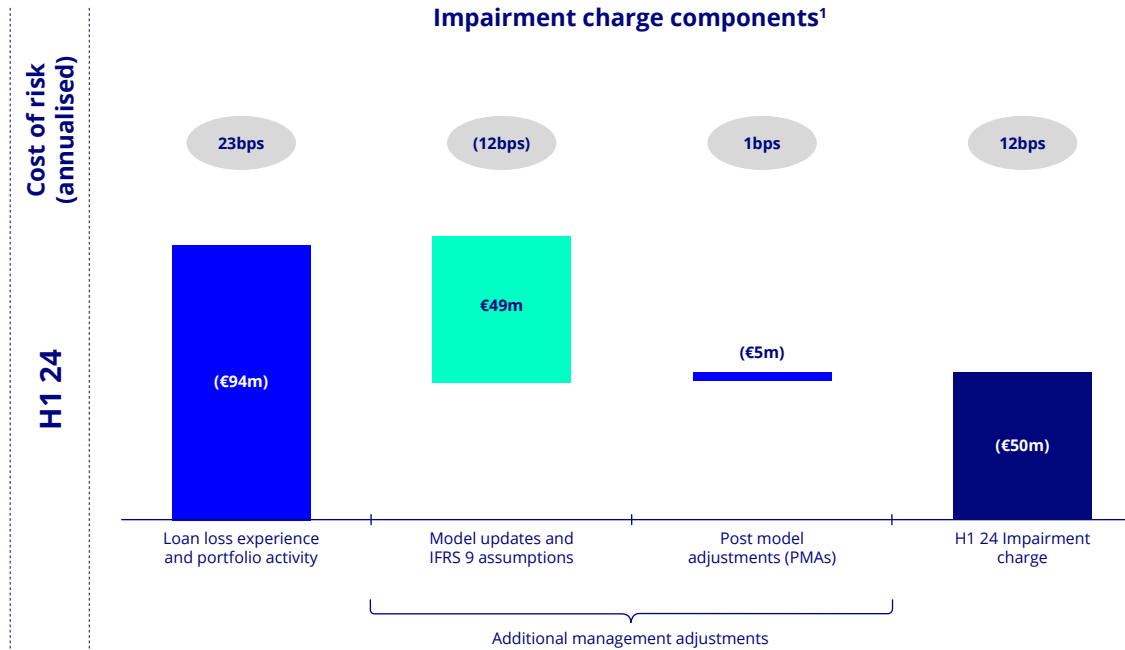 Impairment charge components¹
Cost of risk
(annualised)
23bps
(12bps)
1bps
12bps
H1 24
(€94m)
€49m
(€5m)
(€50m)
Loan loss experience
and portfolio activity
Model updates and
IFRS 9 assumptions
Post model
adjustments (PMAs)
H1 24 Impairment
charge
Additional management adjustments